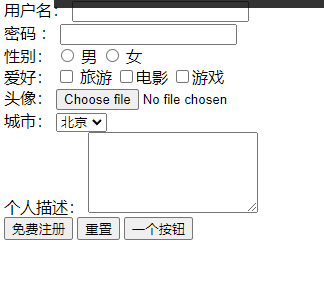 用户名:
密码 :
性别: 男 女
爱好: 旅游 电影 游戏
头像: Choose file No file chosen
城市: 北京
个人描述:
免费注册 重置 一个按钮